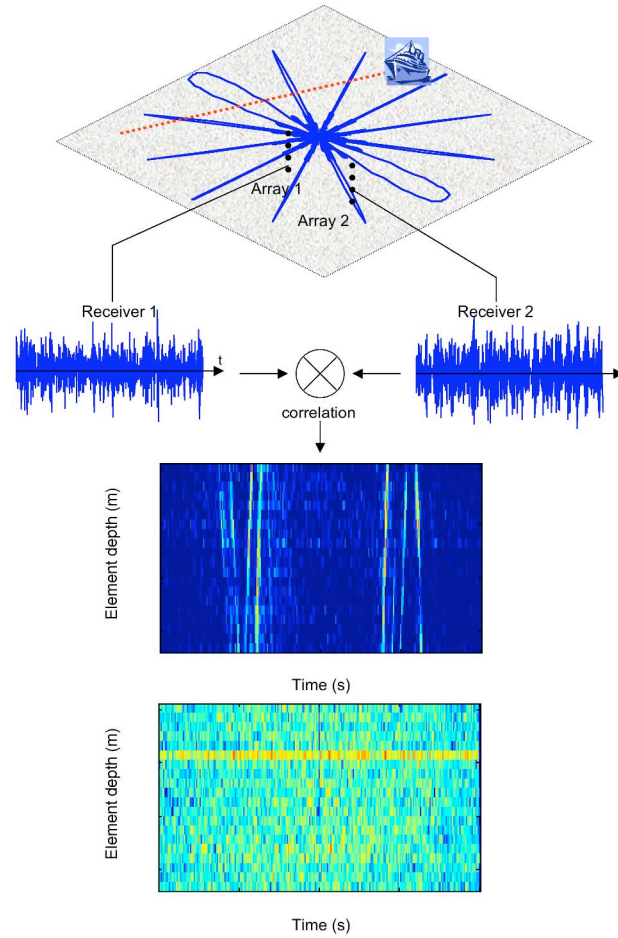 Array 1
Array 2
Receiver 1
Receiver 2
t
correlation
Element depth (m)
Time (s)
Element depth (m)
Time (s)